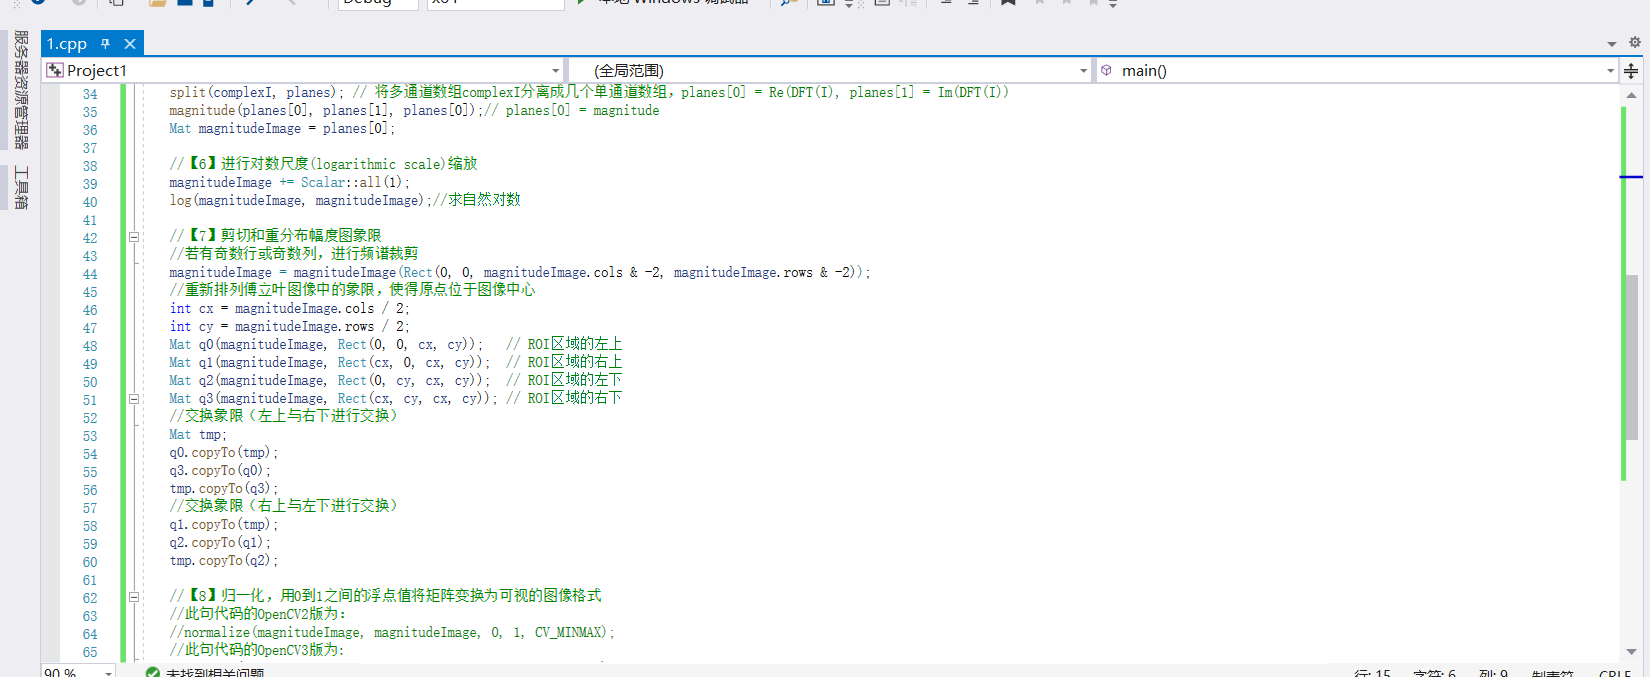 Debug
x64
本地 Windows 调试器
服务器资源管理器
工具箱
1.cpp
Project1
(全局范围)
main()
34 split(complexI, planes); // 将多通道数组complexI分离成几个单通道数组，planes[0] = Re(DFT(I), planes[1] = Im(DFT(I))
35 magnitude(planes[0], planes[1], planes[0]);// planes[0] = magnitude
36 Mat magnitudeImage = planes[0];
37
38 //【6】进行对数尺度(logarithmic scale)缩放
39 magnitudeImage += Scalar::all(1);
40 log(magnitudeImage, magnitudeImage);//求自然对数
41
42 //【7】剪切和重分布幅度图象限
43 //若有奇数行或奇数列，进行频谱裁剪
44 magnitudeImage = magnitudeImage(Rect(0, 0, magnitudeImage.cols & -2, magnitudeImage.rows & -2));
45 //重新排列傅立叶图像中的象限，使得原点位于图像中心
46 int cx = magnitudeImage.cols / 2;
47 int cy = magnitudeImage.rows / 2;
48 Mat q0(magnitudeImage, Rect(0, 0, cx, cy)); // ROI区域的左上
49 Mat q1(magnitudeImage, Rect(cx, 0, cx, cy)); // ROI区域的右上
50 Mat q2(magnitudeImage, Rect(0, cy, cx, cy)); // ROI区域的左下
51 Mat q3(magnitudeImage, Rect(cx, cy, cx, cy)); // ROI区域的右下
52 //交换象限（左上与右下进行交换）
53 Mat tmp;
54 q0.copyTo(tmp);
55 q3.copyTo(q0);
56 tmp.copyTo(q3);
57 //交换象限（右上与左下进行交换）
58 q1.copyTo(tmp);
59 q2.copyTo(q1);
60 tmp.copyTo(q2);
61
62 //【8】归一化，用0到1之间的浮点值将矩阵变换为可视的图像格式
63 //此句代码的OpenCV2版为：
64 //normalize(magnitudeImage, magnitudeImage, 0, 1, CV_MINMAX);
65 //此句代码的OpenCV3版为:
90 %
未找到相关问题
行: 15
字符: 6
列: 9
制表符
CRLF